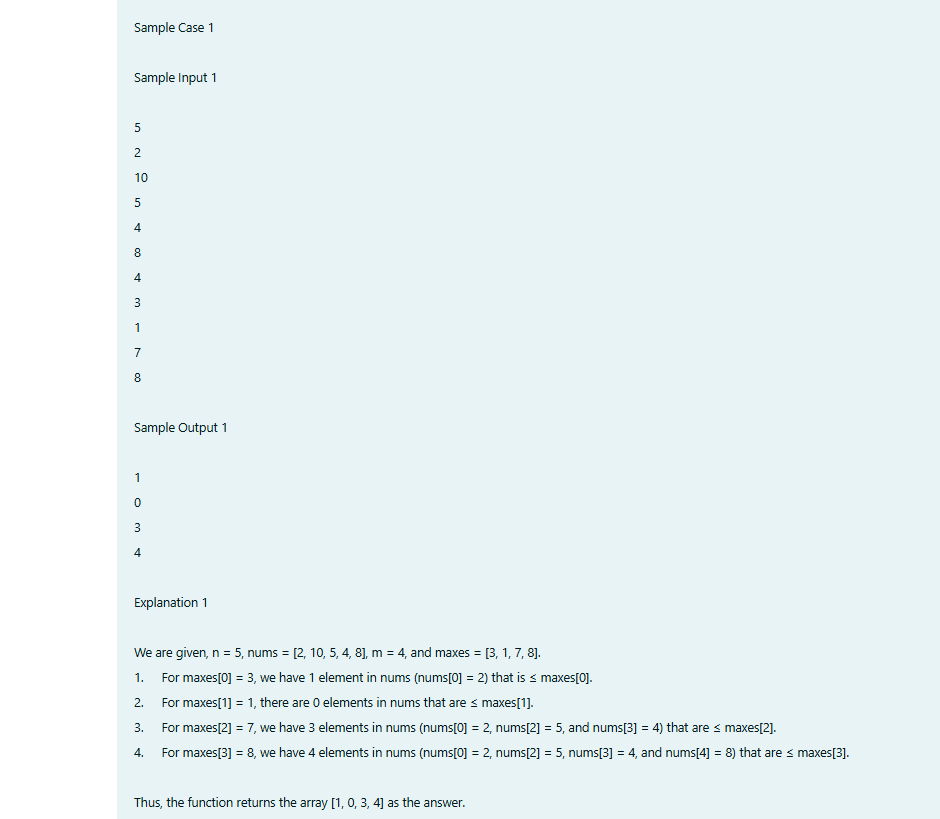 Sample Case 1
Sample Input 1
5
2
10
5
4
8
4
3
1
7
8
Sample Output 1
1
0
3
4
Explanation 1
We are given, n = 5, nums = [2, 10, 5, 4, 8], m = 4, and maxes = [3, 1, 7, 8].
1. For maxes[0] = 3, we have 1 element in nums (nums[0] = 2) that is ≤ maxes[0].
2. For maxes[1] = 1, there are 0 elements in nums that are ≤ maxes[1].
3. For maxes[2] = 7, we have 3 elements in nums (nums[0] = 2, nums[2] = 5, and nums[3] = 4) that are ≤ maxes[2].
4. For maxes[3] = 8, we have 4 elements in nums (nums[0] = 2, nums[2] = 5, nums[3] = 4, and nums[4] = 8) that are ≤ maxes[3].
Thus, the function returns the array [1, 0, 3, 4] as the answer.